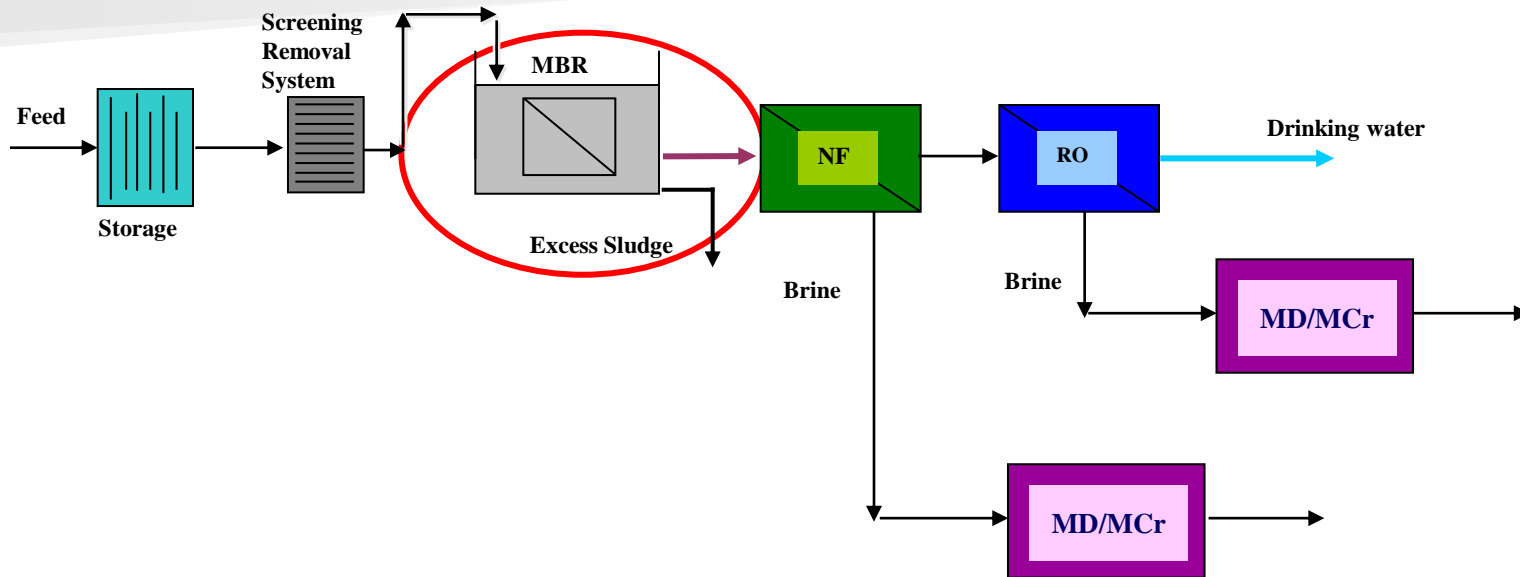 Screening
Removal
System
MBR
Feed
NF
RO
Drinking water
Storage
Excess Sludge
Brine
Brine
MD/MCr
MD/MCr